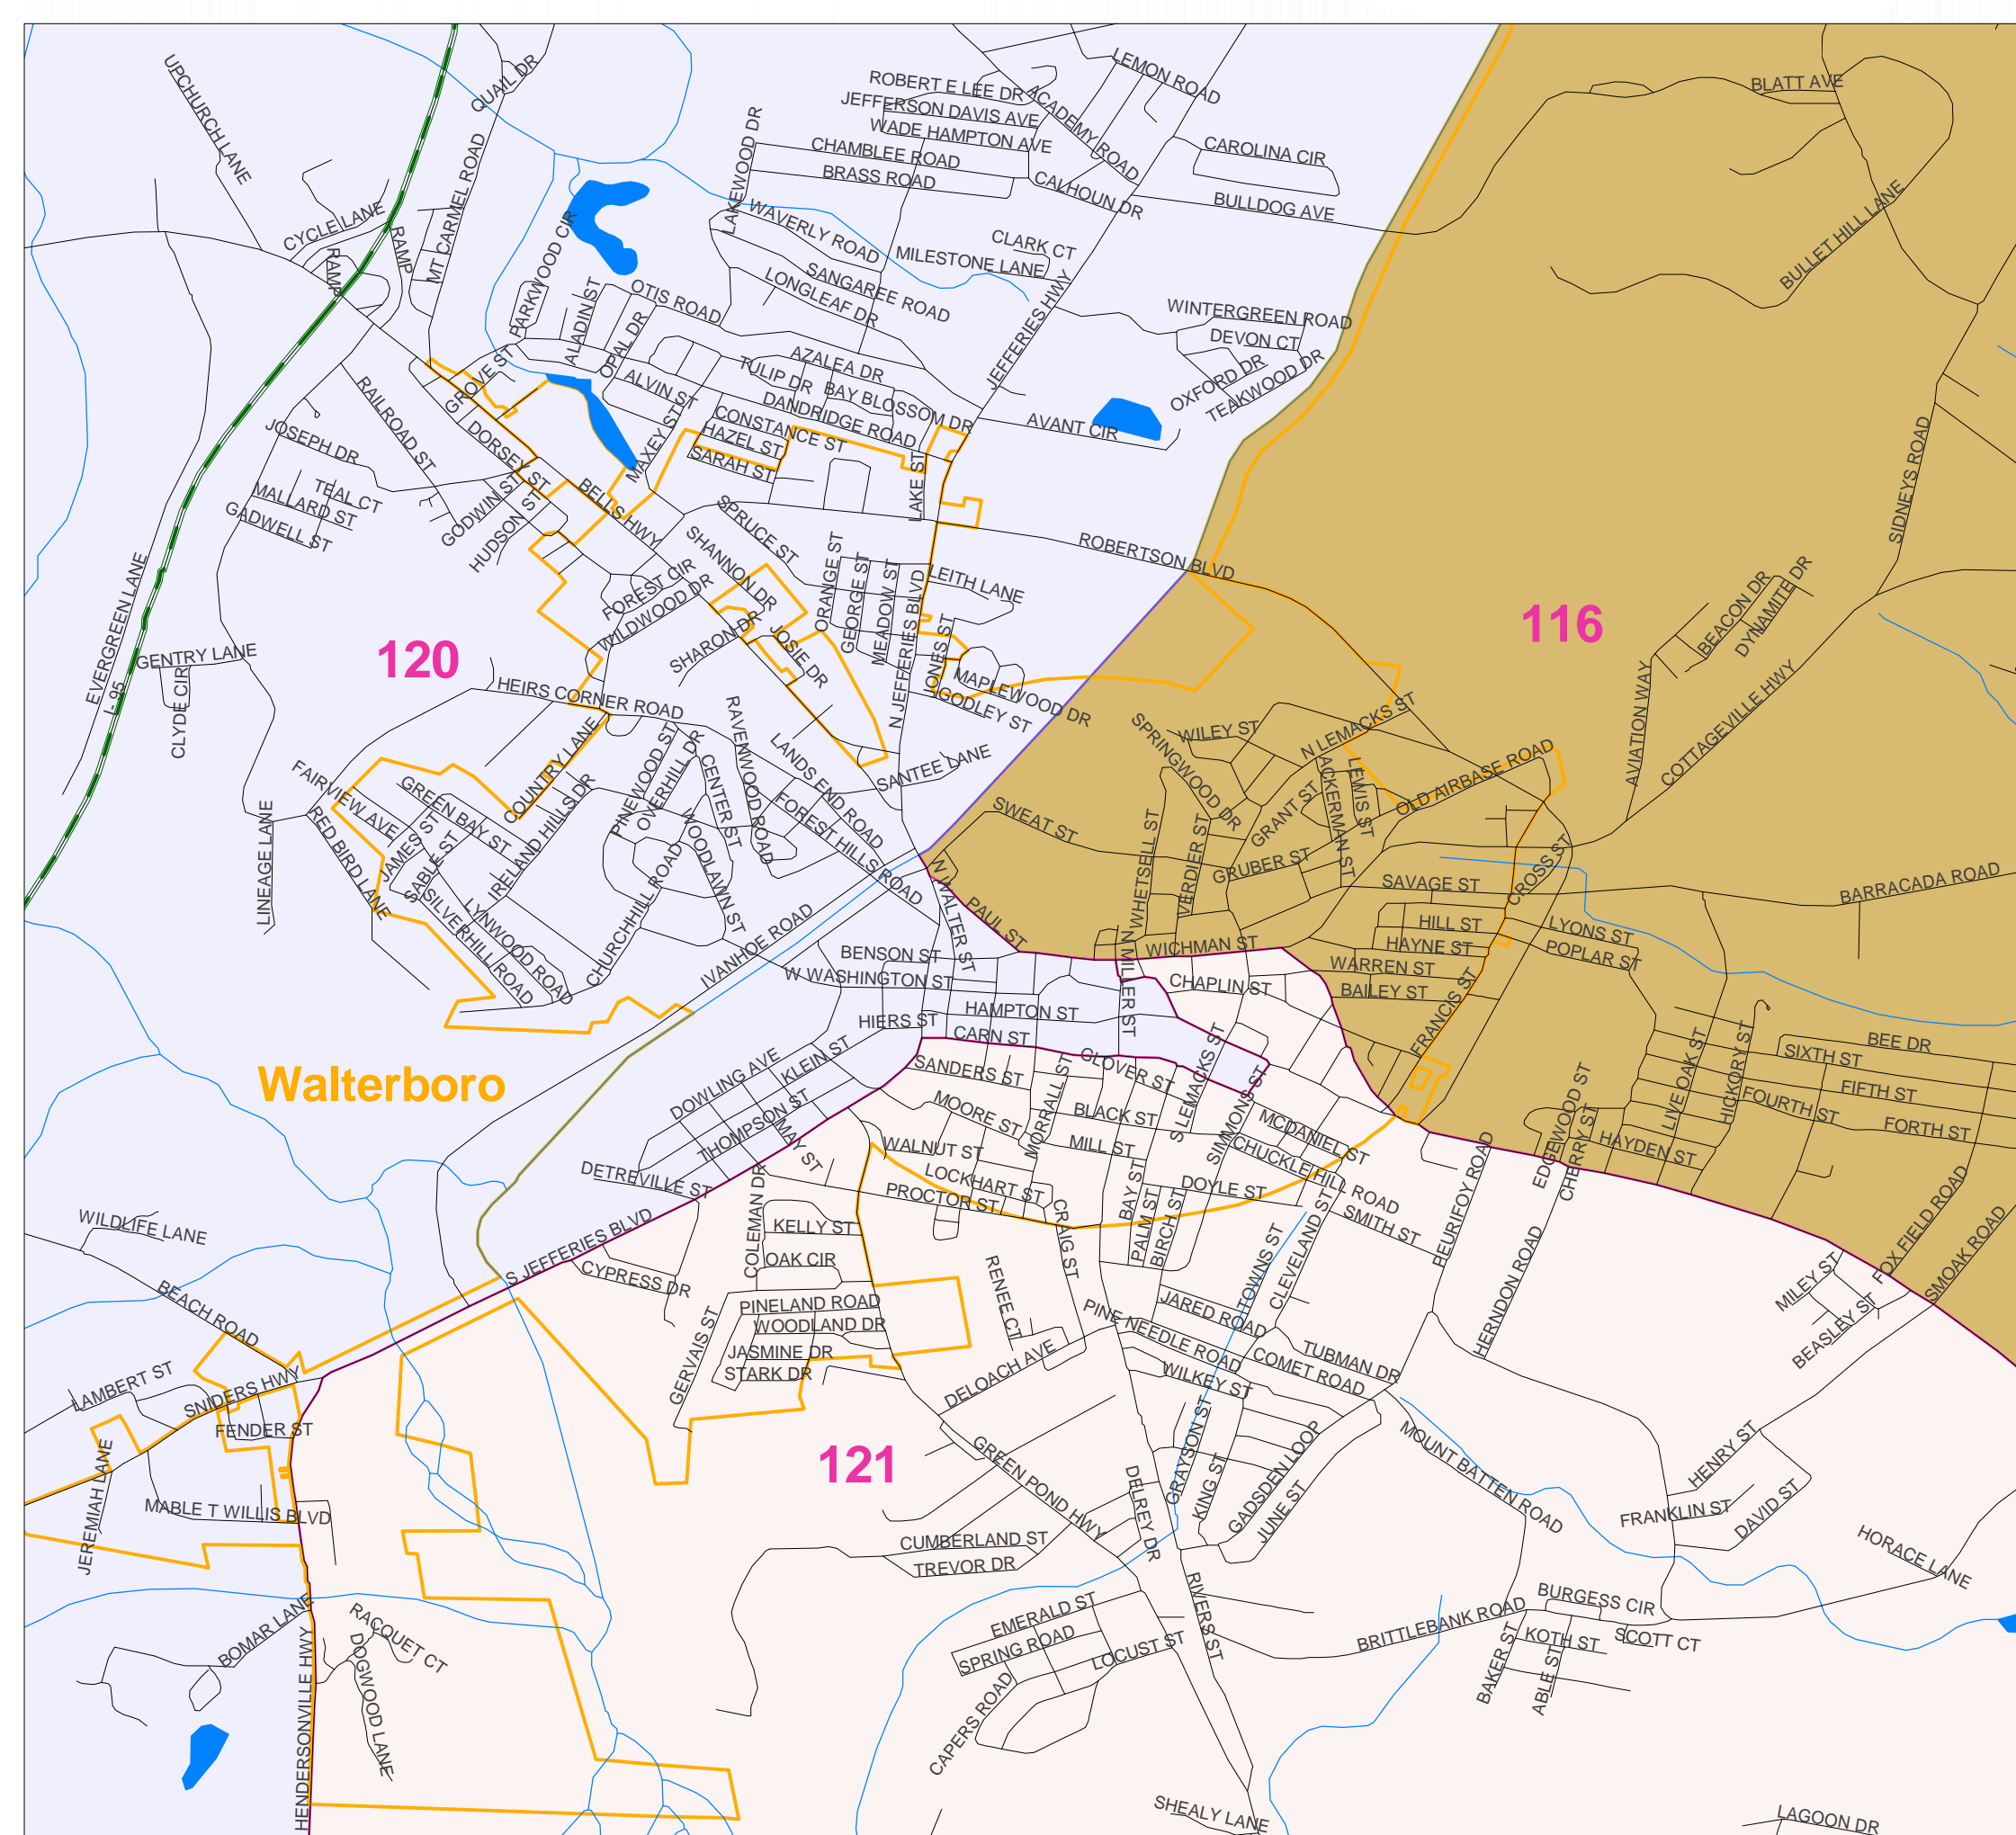 UPCHURCH LANE
QUAIL DR
LEMON ROAD
ROBERT E LEE DR
ACADEMY ROAD
JEFFERSON DAVIS AVE
WADE HAMPTON AVE
CHAMBLEE ROAD
BRASS ROAD
CAROLINA CIR
CALHOUN DR
BULLDOG AVE
BLATT AVE
BULLET HILL LANE
LAKEWOOD DR
MT CARMEL ROAD
CYCLE LANE
RAMP
RAMP
PARKWOOD CIR
WAVERLY ROAD
CLARK CT
MILESTONE LANE
SANGAREE ROAD
LONGLEAF DR
JEFFERIES HWY
ALADIN ST
OTIS ROAD
OPAL DR
WINTERGREEN ROAD
DEVON CT
OXFORD DR
TEAKWOOD DR
AZALEA DR
TULIP DR
BAY BLOSSOM DR
GROVE ST
ALVIN ST
DANDRIDGE ROAD
CONSTANCE ST
HAZEL ST
SARAH ST
MAXEY ST
AVANT CIR
RAILROAD ST
JOSEPH DR
DORSEY ST
TEAL CT
MALLARD ST
GADWELL ST
GODWIN ST
HUDSON ST
BELLS HWY
LAKE ST
SPRUCE ST
SHANNON DR
ROBERTSON BLVD
SIDNEYS ROAD
ORANGE ST
GEORGE ST
MEADOW ST
LEITH LANE
FOREST CIR
WILDWOOD DR
SHARON DR
JOSIE DR
N JEFFERIES BLVD
JONES ST
MAPLEWOOD DR
GODLEY ST
BEACON DR
DYNAMITE DR
116
120
EVERGREEN LANE
I-95
GENTRY LANE
CLYDE CIR
HEIRS CORNER ROAD
COUNTRY LANE
RAVENWOOD ROAD
LANDS END ROAD
SANTEE LANE
PINEWOOD ST
OVERHILL DR
CENTER ST
FOREST HILLS ROAD
WOODLAWN ST
CHURCHHILL ROAD
FAIRVIEW AVE
GREEN BAY ST
JAMES ST
SABLE ST
IRELAND HILLS DR
LYNWOOD ROAD
SILVERHILL ROAD
RED BIRD LANE
LINEAGE LANE
IVANHOE ROAD
SPRINGWOOD DR
WILEY ST
N LEMACKS ST
ACKERMAN ST
LEWIS ST
OLD AIRBASE ROAD
AVIATION WAY
COTTAGEVILLE HWY
SWEAT ST
GRANT ST
WHETSELL ST
VERDIER ST
GRUBER ST
SAVAGE ST
CROSS ST
BARRACADA ROAD
HILL ST
LYONS ST
HAYNE ST
POPLAR ST
WARREN ST
BAILEY ST
N WALTER ST
PAUL ST
WICHMAN ST
N MILLER ST
CHAPLIN ST
BENSON ST
W WASHINGTON ST
HAMPTON ST
HIERS ST
CARN ST
FRANCIS ST
Walterboro
DOWLING AVE
KLEIN ST
THOMPSON ST
MAY ST
DETREVILLE ST
SANDERS ST
GLOVER ST
S LEMACKS ST
MOORE ST
MORRALL ST
BLACK ST
MILL ST
SIMMONS ST
MCDANIEL ST
CHUCKLE HILL ROAD
WALNUT ST
LOCKHART ST
PROCTOR ST
DOYLE ST
SMITH ST
BAY ST
PALM ST
BIRCH ST
CRAIG ST
PEURIFOY ROAD
HERNDON ROAD
EDGEWOOD ST
CHERRY ST
HAYDEN ST
LIVE OAK ST
HICKORY ST
BEE DR
SIXTH ST
FIFTH ST
FOURTH ST
FORTH ST
FOX FIELD ROAD
SMOAK ROAD
MILEY ST
BEASLEY ST
WILDLIFE LANE
BEACH ROAD
S JEFFERIES BLVD
CYPRESS DR
COLEMAN DR
KELLY ST
OAK CIR
PINELAND ROAD
WOODLAND DR
JASMINE DR
STARK DR
GERVAIS ST
RENEE CT
TOWNS ST
CLEVELAND ST
JARED ROAD
PINE NEEDLE ROAD
TUBMAN DR
COMET ROAD
WILKEY ST
DELOACH AVE
LAMBERT ST
SNIDERS HWY
FENDER ST
JEREMIAH LANE
MABLE T WILLIS BLVD
121
GREEN POND HWY
DELREY DR
GRAYSON ST
KING ST
GADSDEN LOOP
JUNE ST
MOUNT BATTEN ROAD
HENRY ST
FRANKLIN ST
DAVID ST
HORACE LANE
CUMBERLAND ST
TREVOR DR
RIVERS ST
EMERALD ST
SPRING ROAD
LOCUST ST
CAPERS ROAD
BRITTLEBANK ROAD
BURGESS CIR
KOTH ST
SCOTT CT
BAKER ST
ABLE ST
BOMAR LANE
RACQUET CT
DOGWOOD LANE
HENDERSONVILLE HWY
SHEALY LANE
LAGOON DR